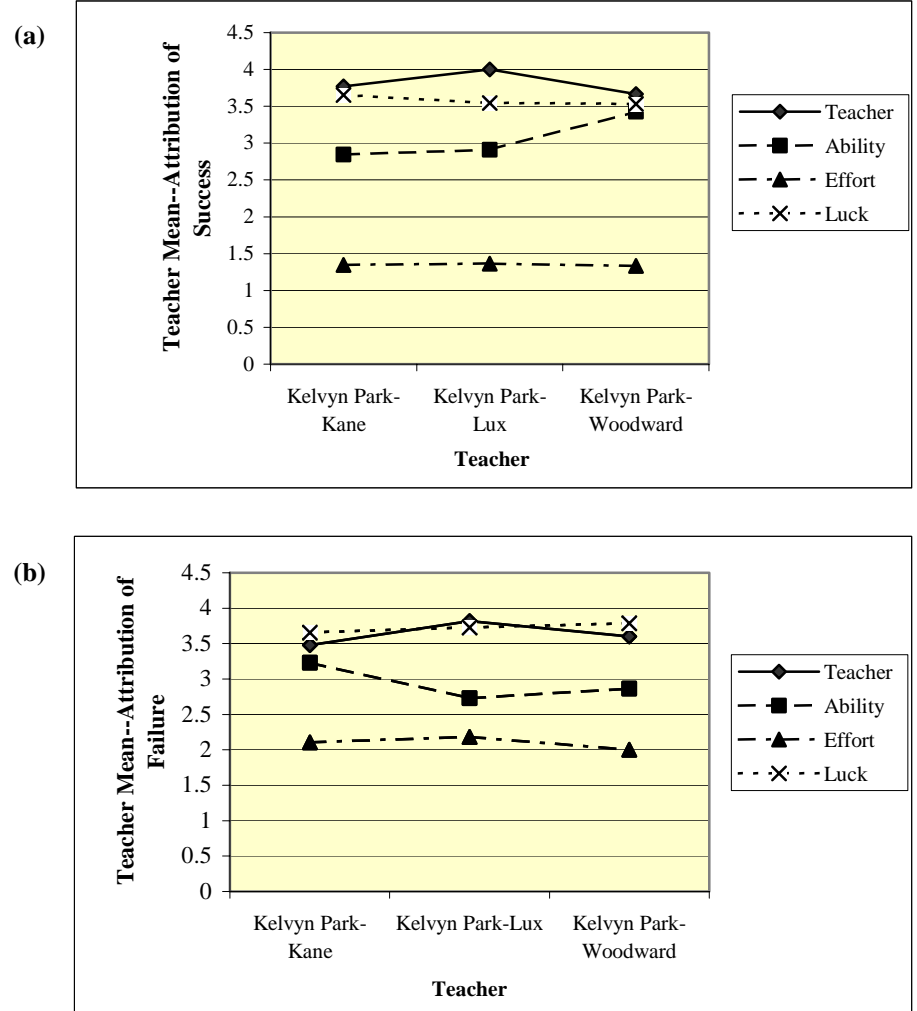 (a)
Teacher Mean--Attribution of
Success
4.5
4
3.5
3
2.5
2
1.5
1
0.5
0
Kelvyn Park-
Kane
Kelvyn Park-
Lux
Kelvyn Park-
Woodward
Teacher
Teacher
Ability
Effort
Luck
(b)
Teacher Mean--Attribution of
Failure
4.5
4
3.5
3
2.5
2
1.5
1
0.5
0
Kelvyn Park-
Kane
Kelvyn Park-Lux
Kelvyn Park-
Woodward
Teacher
Teacher
Ability
Effort
Luck